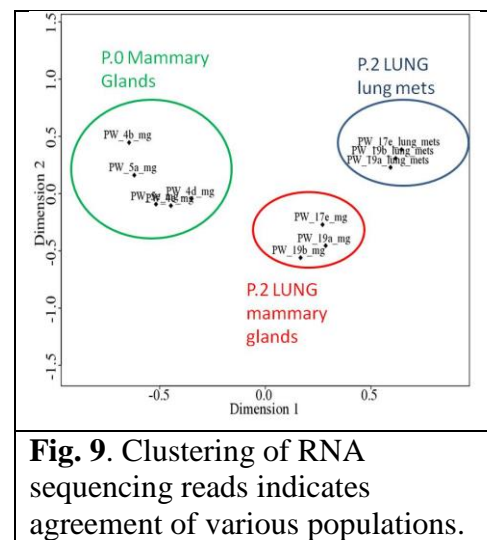 1.5
P.0 Mammary
Glands
P.2 LUNG
lung mets
1.0
0.5
PW_4b_mg
PW_17e_lung_mets
PW_19b_lung_mets
PW_19a_lung_mets
PW_5a_mg
PW_4d_mg
0.0
Dimension 2
PW_17e_mg
PW_19a_mg
PW_19b_mg
-0.5
P.2 LUNG
mammary
glands
-1.0
-1.5
-0.5 0.0 0.5
Dimension 1
Fig. 9. Clustering of RNA
sequencing reads indicates
agreement of various populations.